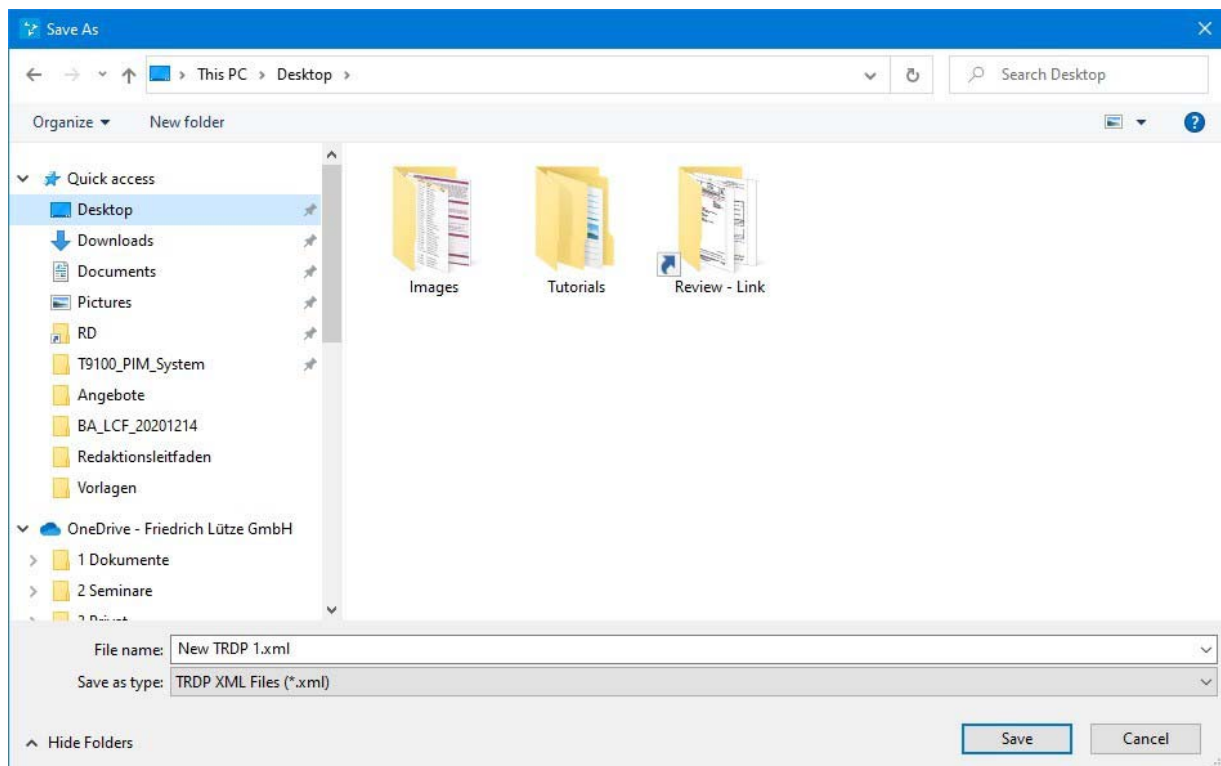 Save As
This PC > Desktop >
Search Desktop
Organize
New folder
Quick access
Desktop
Downloads
Documents
Pictures
RD
T9100_PIM_System
Angebote
BA_LCF_20201214
Redaktionsleitfaden
Vorlagen
OneDrive - Friedrich Lütze GmbH
1 Dokumente
2 Seminare
Images
Tutorials
Review - Link
File name: New TRDP 1.xml
Save as type: TRDP XML Files (*.xml)
Hide Folders
Save
Cancel